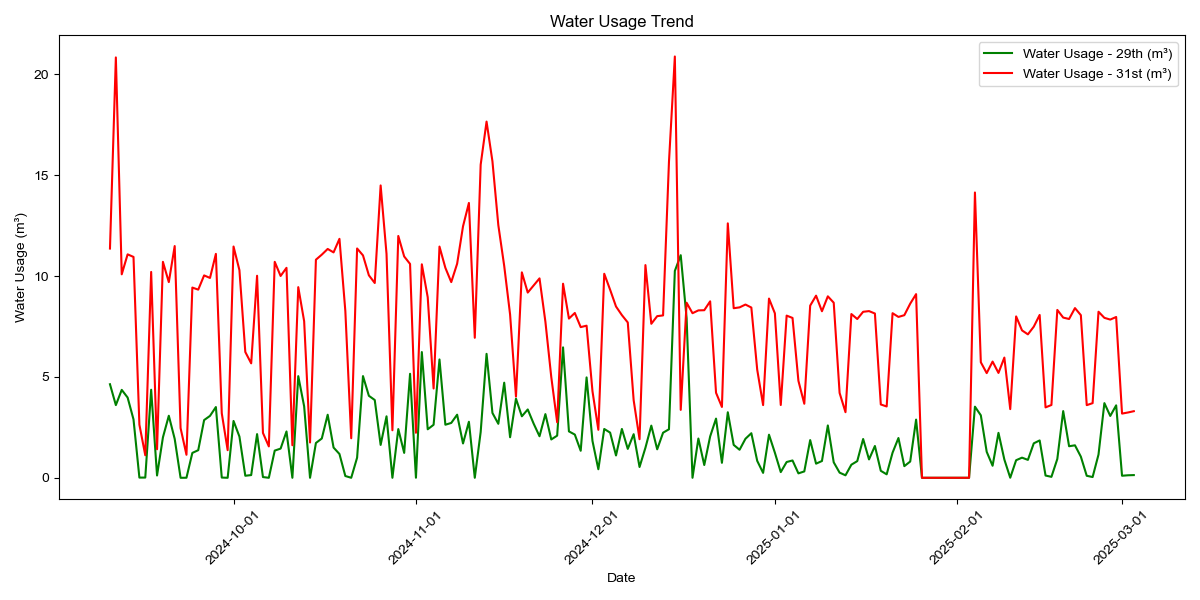 Water Usage Trend
Water Usage - 29th (m³)
Water Usage - 31st (m³)
Water Usage (m³)
20
15
10
5
0
2024-10-01
2024-11-01
2024-12-01
2025-01-01
2025-02-01
2025-03-01
Date